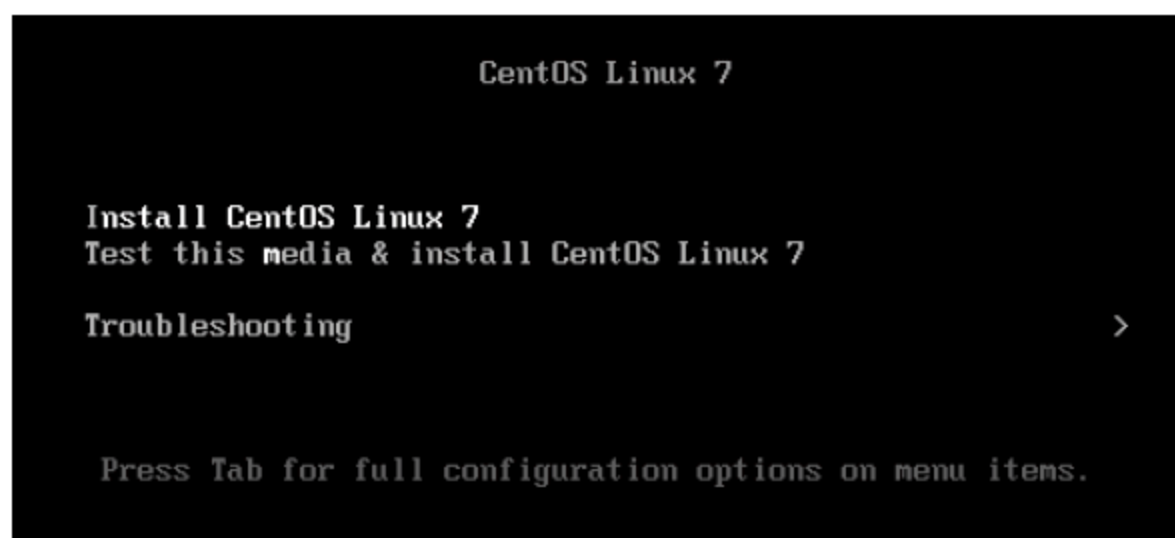 CentOS Linux 7
Install CentOS Linux 7
Test this media & install CentOS Linux 7
Troubleshooting >
Press Tab for full configuration options on menu items.